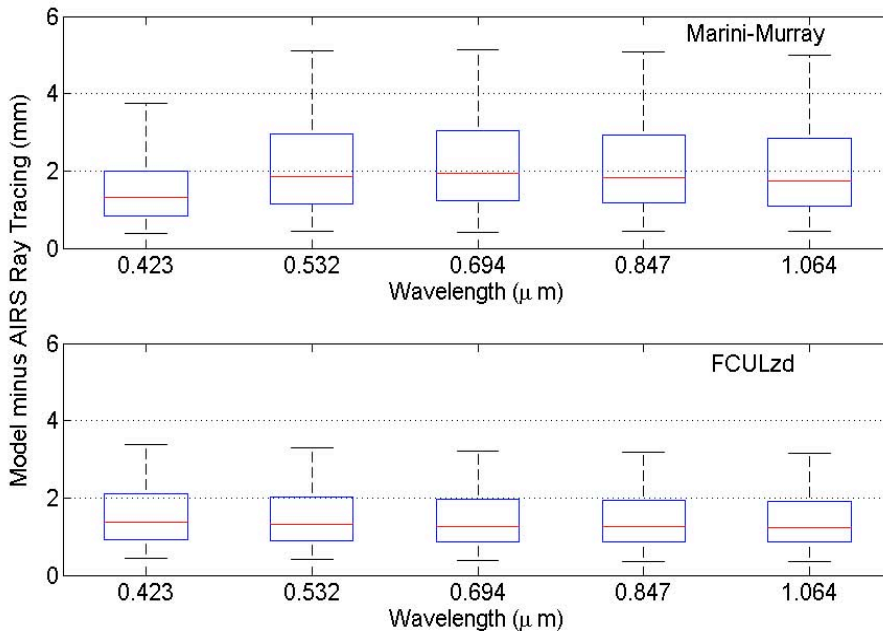 Model minus AIRS Ray Tracing (mm)
Marini-Murray
6
4
2
0
0.423 0.532 0.694 0.847 1.064
Wavelength (μ m)
FCULzd
6
4
2
0
0.423 0.532 0.694 0.847 1.064
Wavelength (μ m)